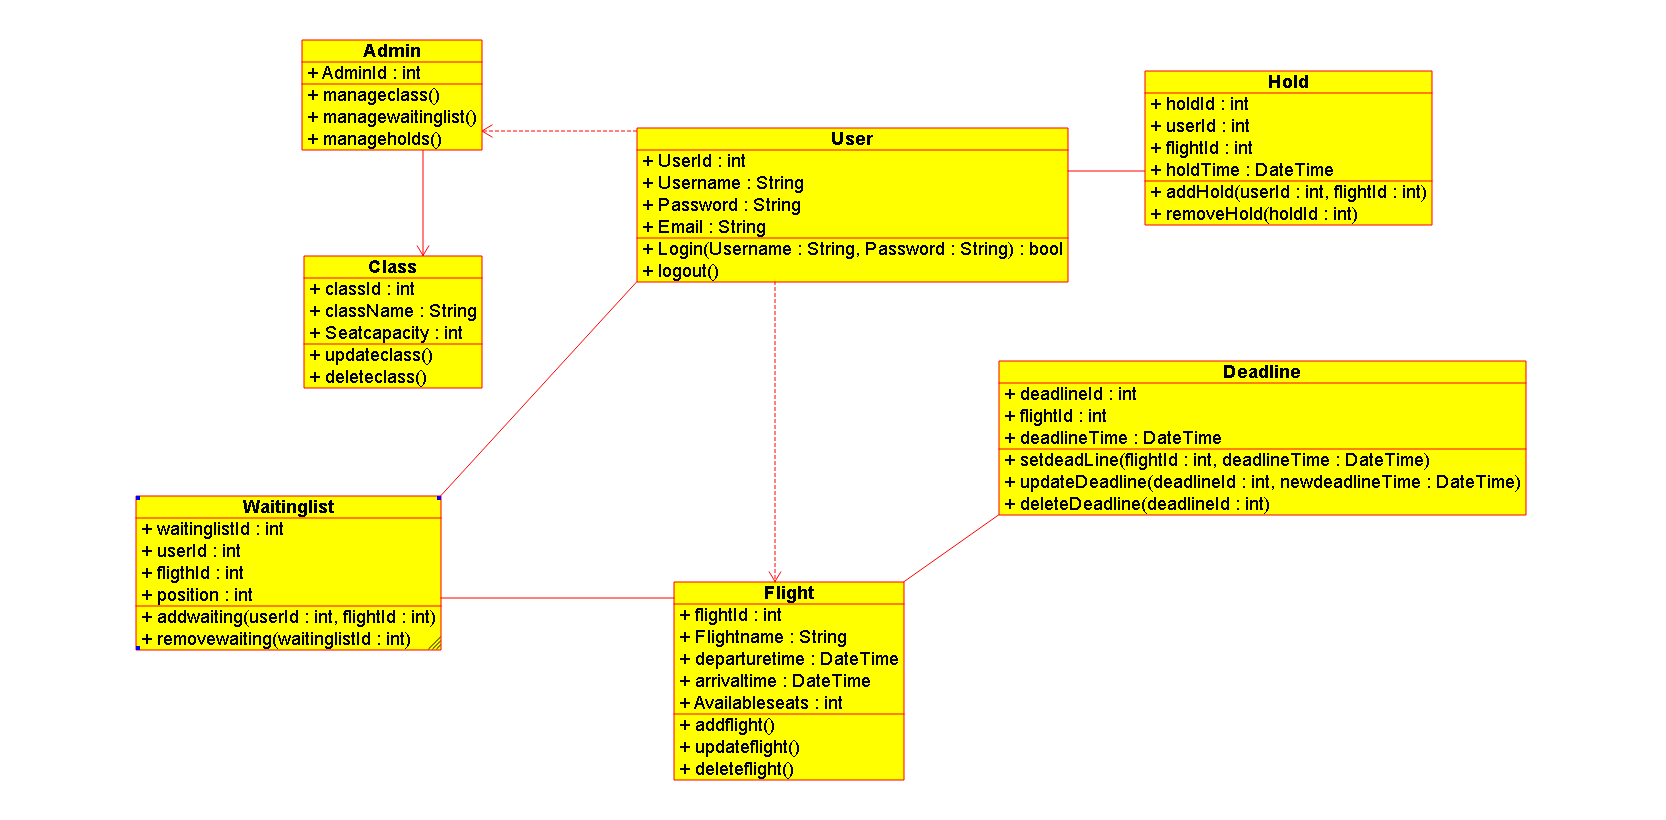 Admin
+ AdminId : int
+ manageclass()
+ managewaitinglist()
+ manageholds()
Hold
+ holdId : int
+ userId : int
+ flightId : int
+ holdTime : DateTime
+ addHold(userId : int, flightId : int)
+ removeHold(holdId : int)
User
+ UserId : int
+ Username : String
+ Password : String
+ Email : String
+ Login(Username : String, Password : String) : bool
+ logout()
Class
+ classId : int
+ className : String
+ Seatcapacity : int
+ updateclass()
+ deleteclass()
Deadline
+ deadlineId : int
+ flightId : int
+ deadlineTime : DateTime
+ setdeadLine(flightId : int, deadlineTime : DateTime)
+ updateDeadline(deadlineId : int, newdeadlineTime : DateTime)
+ deleteDeadline(deadlineId : int)
Waitinglist
+ waitinglistId : int
+ userId : int
+ fligthId : int
+ position : int
+ addwaiting(userId : int, flightId : int)
+ removewaiting(waitinglistId : int)
Flight
+ flightId : int
+ Flightname : String
+ departuretime : DateTime
+ arrivaltime : DateTime
+ Availableseats : int
+ addflight()
+ updateflight()
+ deleteflight()